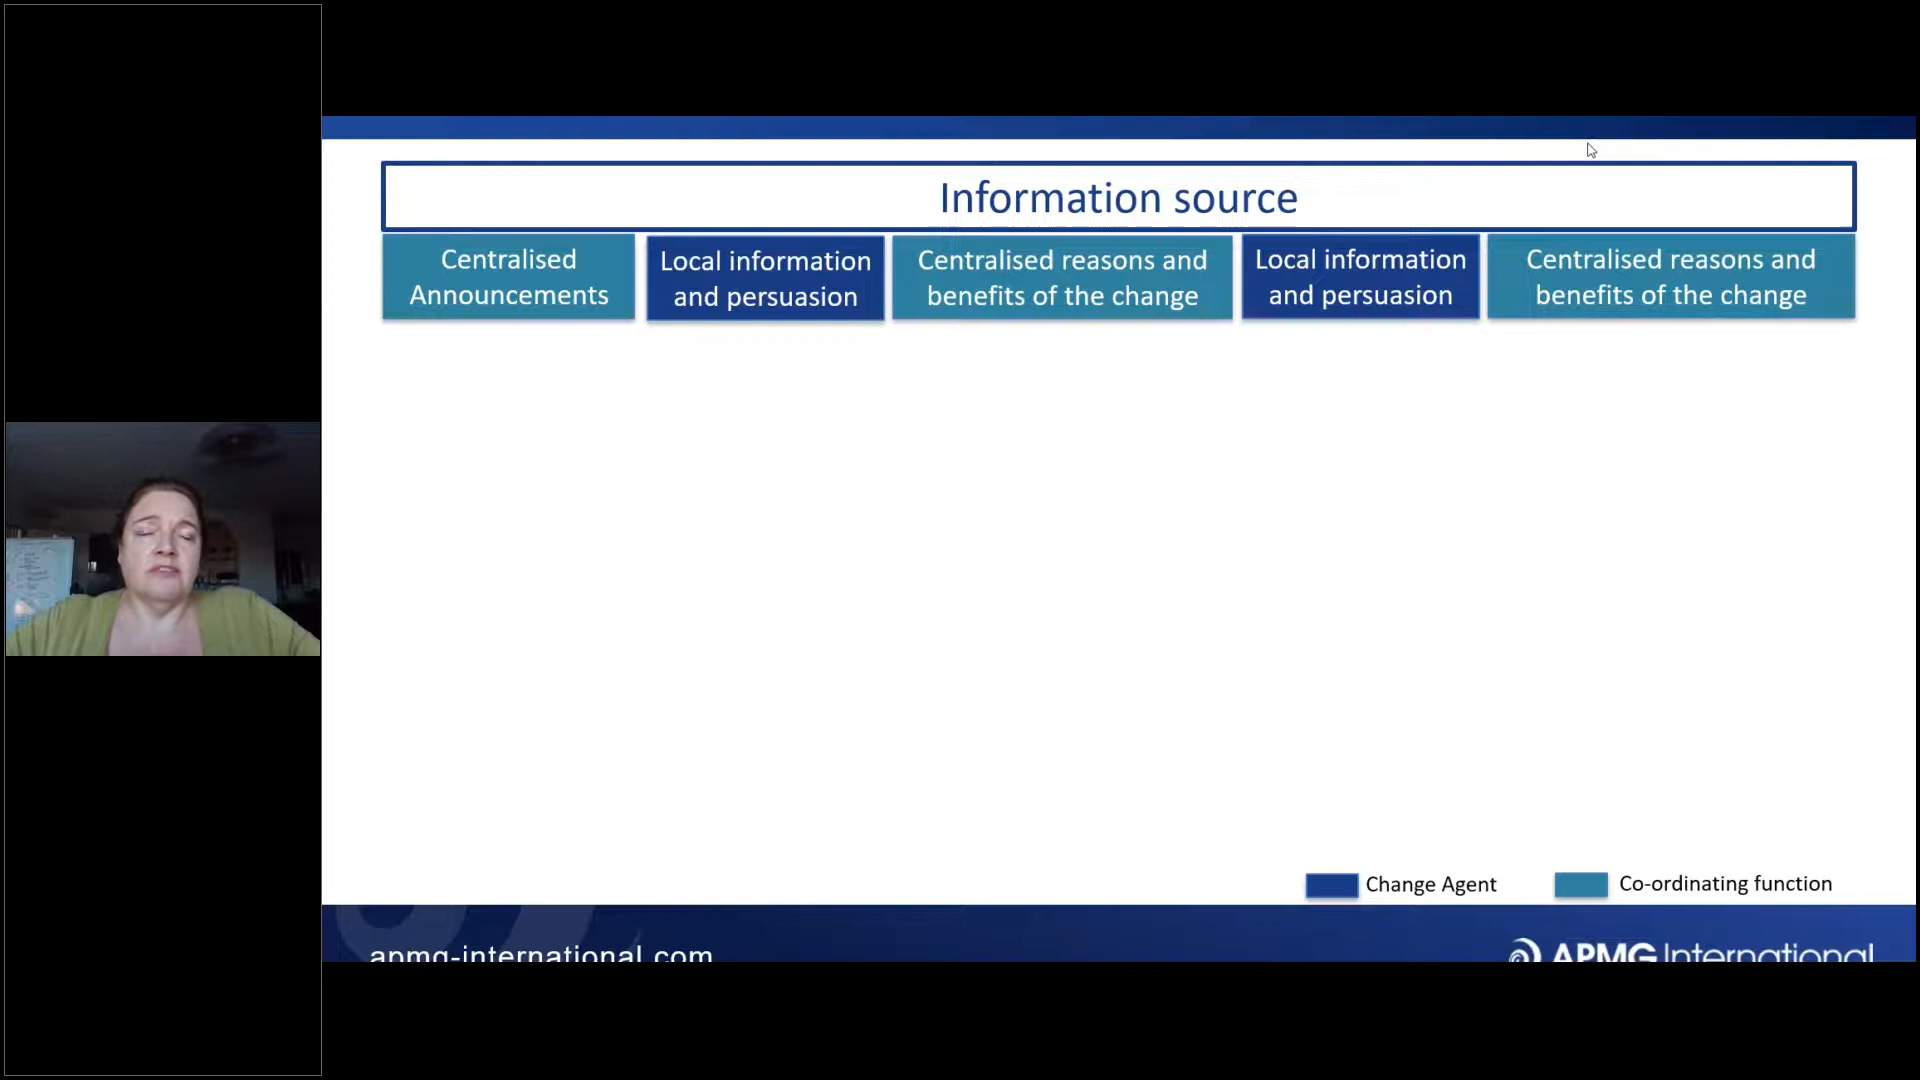 Information source
Centralised
Announcements
Local information
and persuasion
Centralised reasons and
benefits of the change
Local information
and persuasion
Centralised reasons and
benefits of the change
Change Agent
Co-ordinating function
apmg-international.com
APMG International